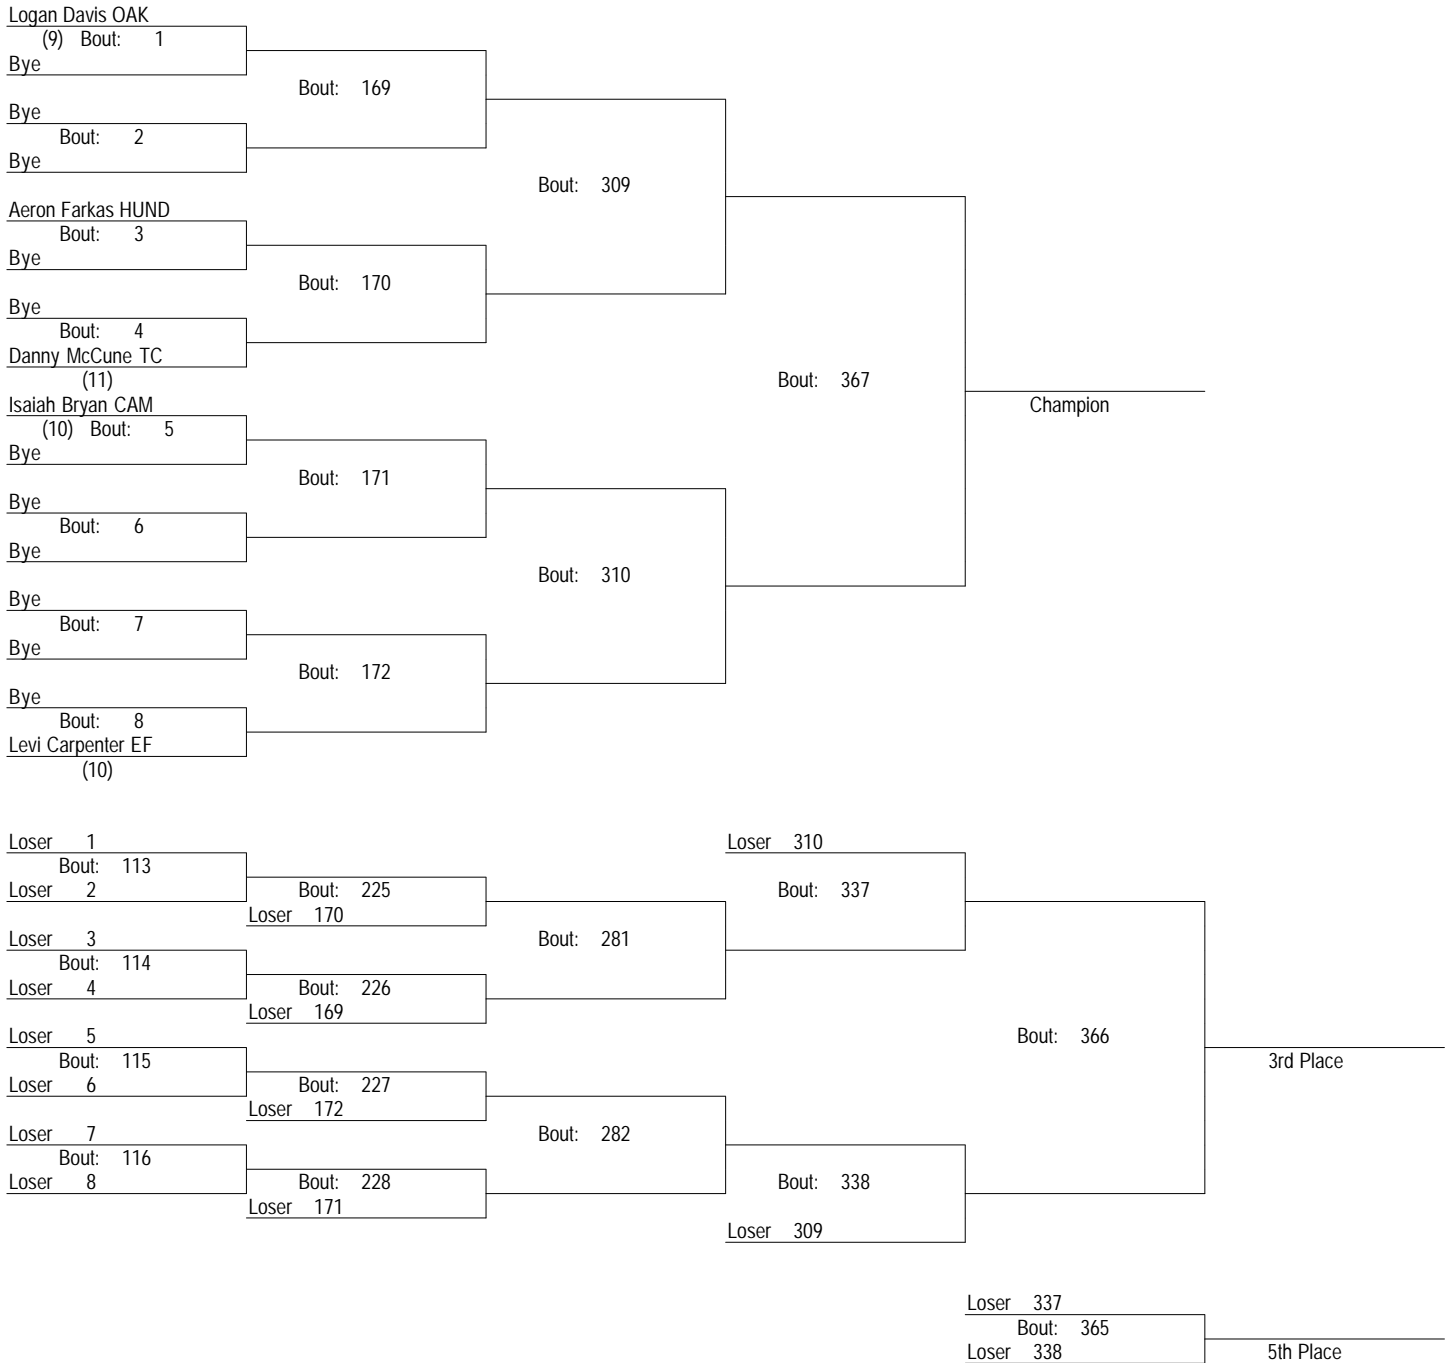 Logan Davis OAK
(9) Bout: 1
Bye
Bout: 169
Bye
Bout: 2
Bye
Bout: 309
Aeron Farkas HUND
Bout: 3
Bye
Bout: 170
Bye
Bout: 4
Danny McCune TC
(11)
Bout: 367
Isaiah Bryan CAM
Champion
(10) Bout: 5
Bye
Bout: 171
Bye
Bout: 6
Bye
Bout: 310
Bye
Bout: 7
Bye
Bout: 172
Bye
Bout: 8
Levi Carpenter EF
(10)
Loser 1
Loser 310
Bout: 113
Loser 2
Bout: 225
Bout: 337
Loser 170
Loser 3
Bout: 281
Bout: 114
Loser 4
Bout: 226
Loser 169
Loser 5
Bout: 366
Bout: 115
3rd Place
Loser 6
Bout: 227
Loser 172
Loser 7
Bout: 282
Bout: 116
Loser 8
Bout: 228
Bout: 338
Loser 171
Loser 309
Loser 337
Bout: 365
Loser 338
5th Place